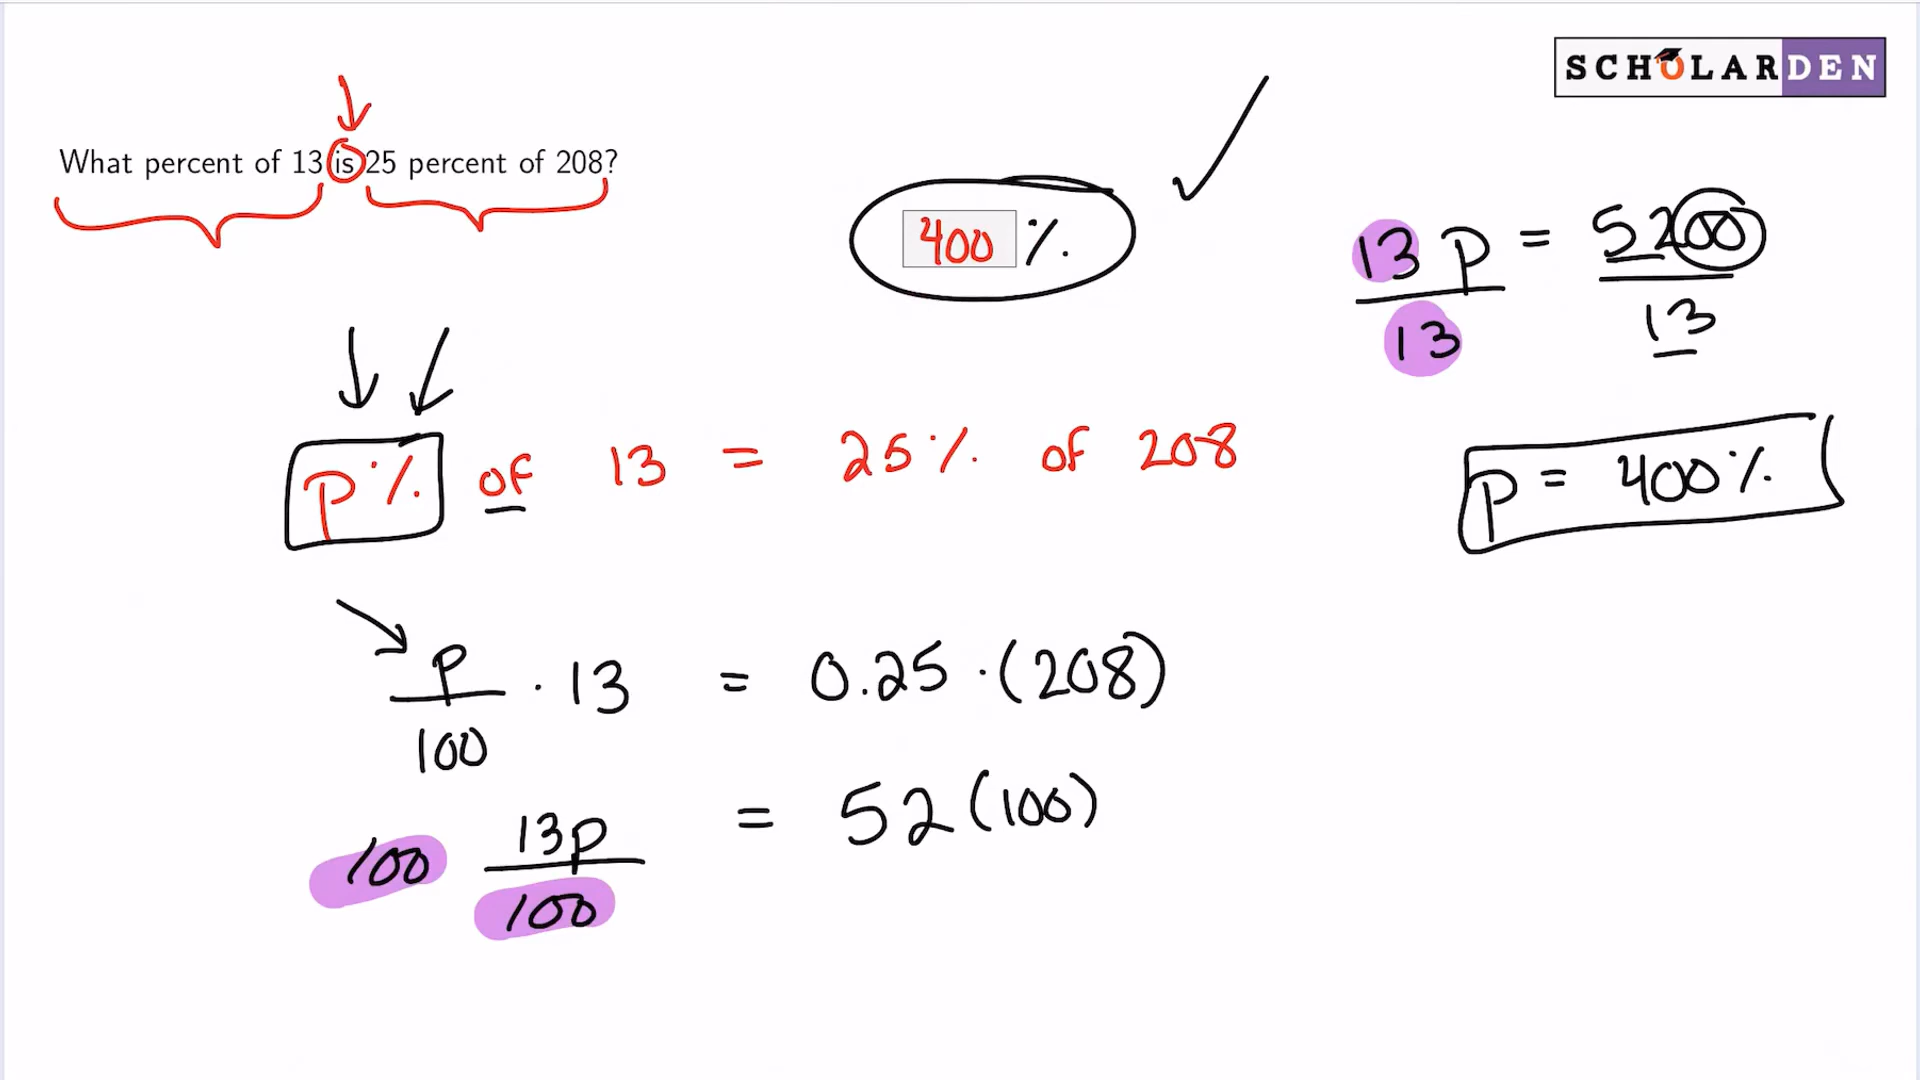 SCHOLARDEN
What percent of 13 is 25 percent of 208?
400 %
13 p = 5200
13 13
p% of 13 = 25% of 208
p = 400%
p/100 · 13 = 0.25 · (208)
100 13p/100 = 52 (100)